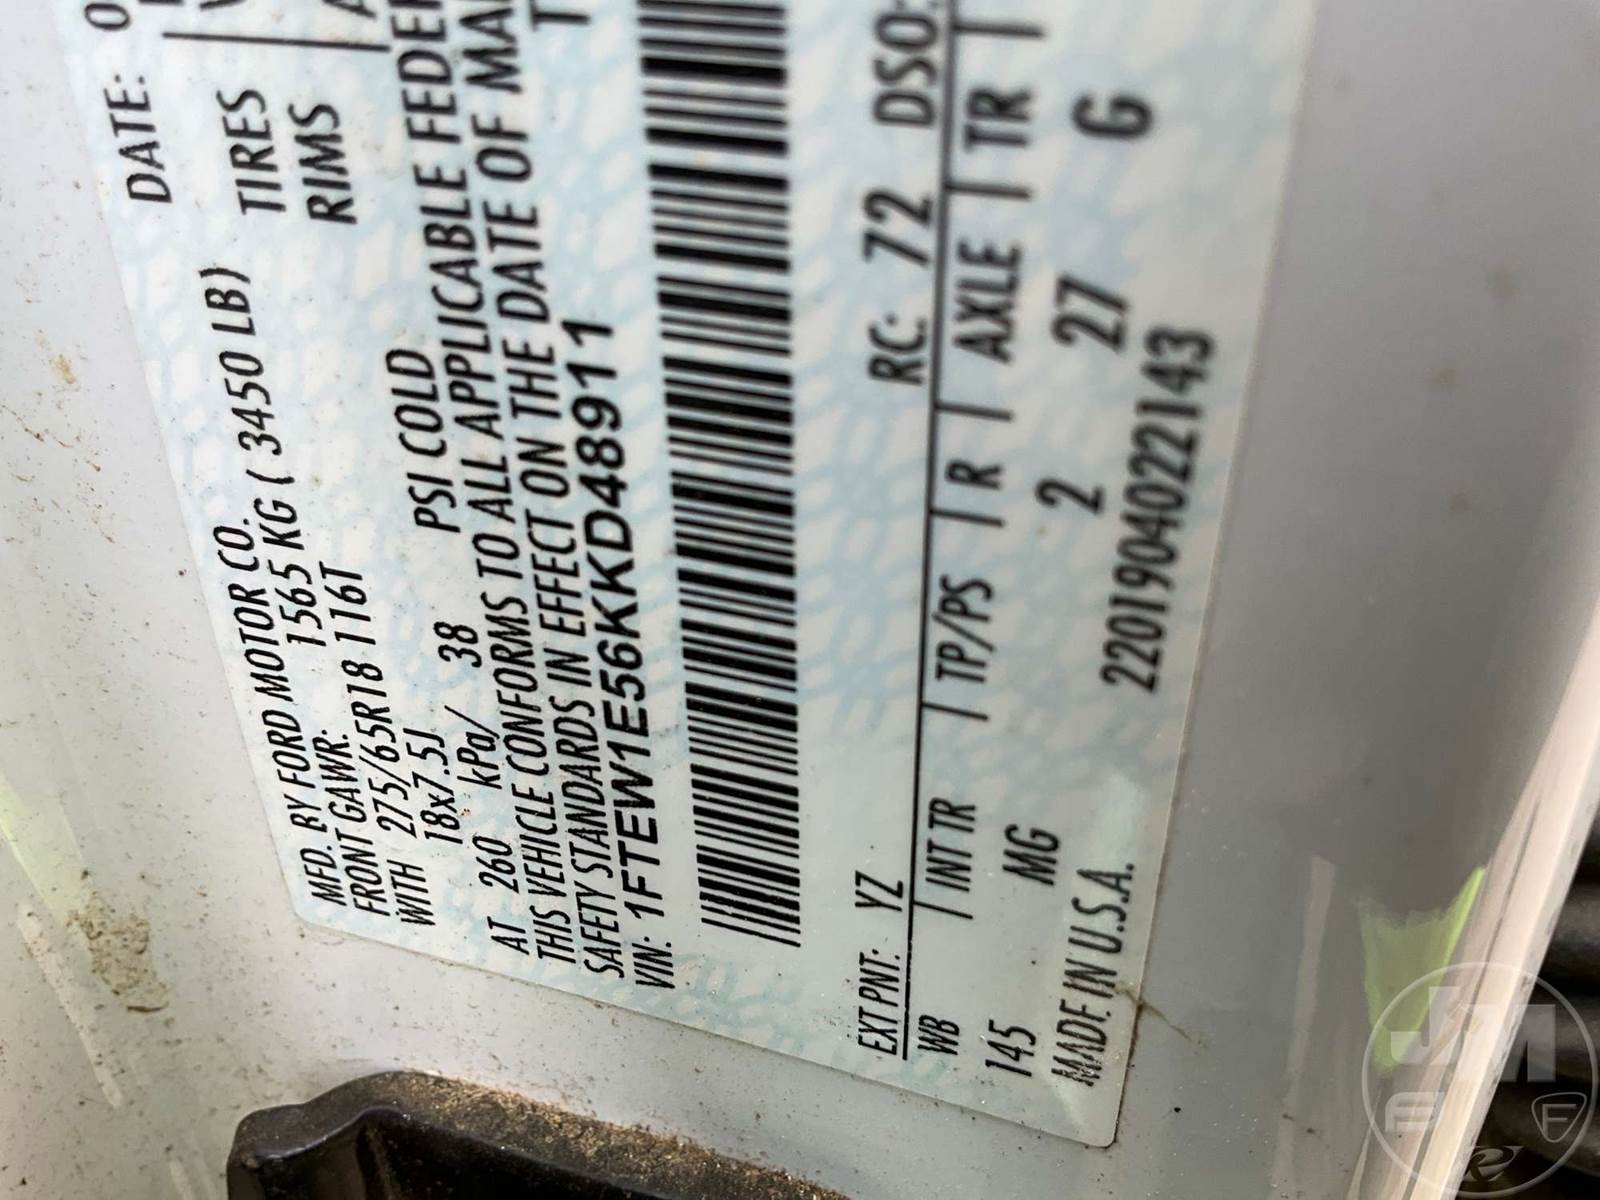 MFD. BY FORD MOTOR CO.
DATE: 0
FRONT GAWR: 1565 KG ( 3450 LB)
WITH 275/65R18 116T TIRES
18x7.5J RIMS
AT 260 kPa/ 38 PSI COLD
THIS VEHICLE CONFORMS TO ALL APPLICABLE FEDER
SAFETY STANDARDS IN EFFECT ON THE DATE OF MA
VIN: 1FTEW1E56KKD48911
EXT PNT: YZ RC: 72 DSO:
WB | INT TR | TP/PS | R | AXLE | TR |
145 MG 2 27 G
2201904022143
MADE IN U.S.A.
JM
F F